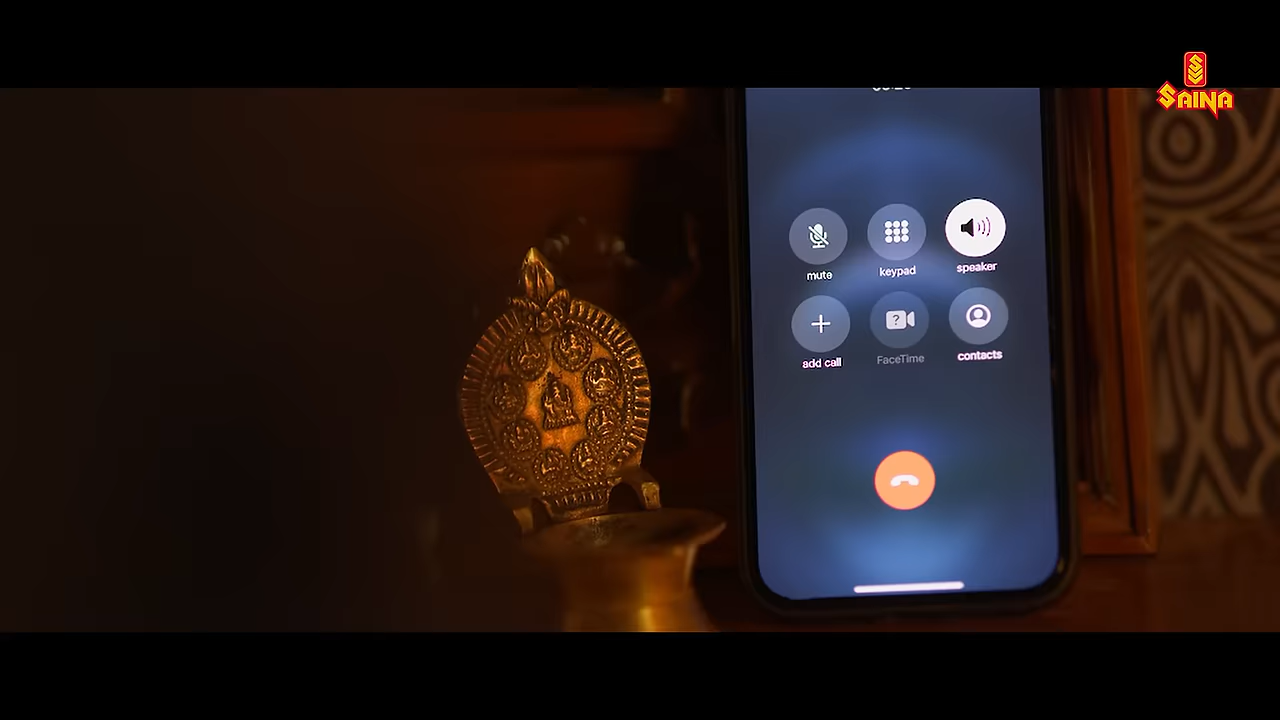 SAINA
mute
keypad
speaker
add call
FaceTime
contacts